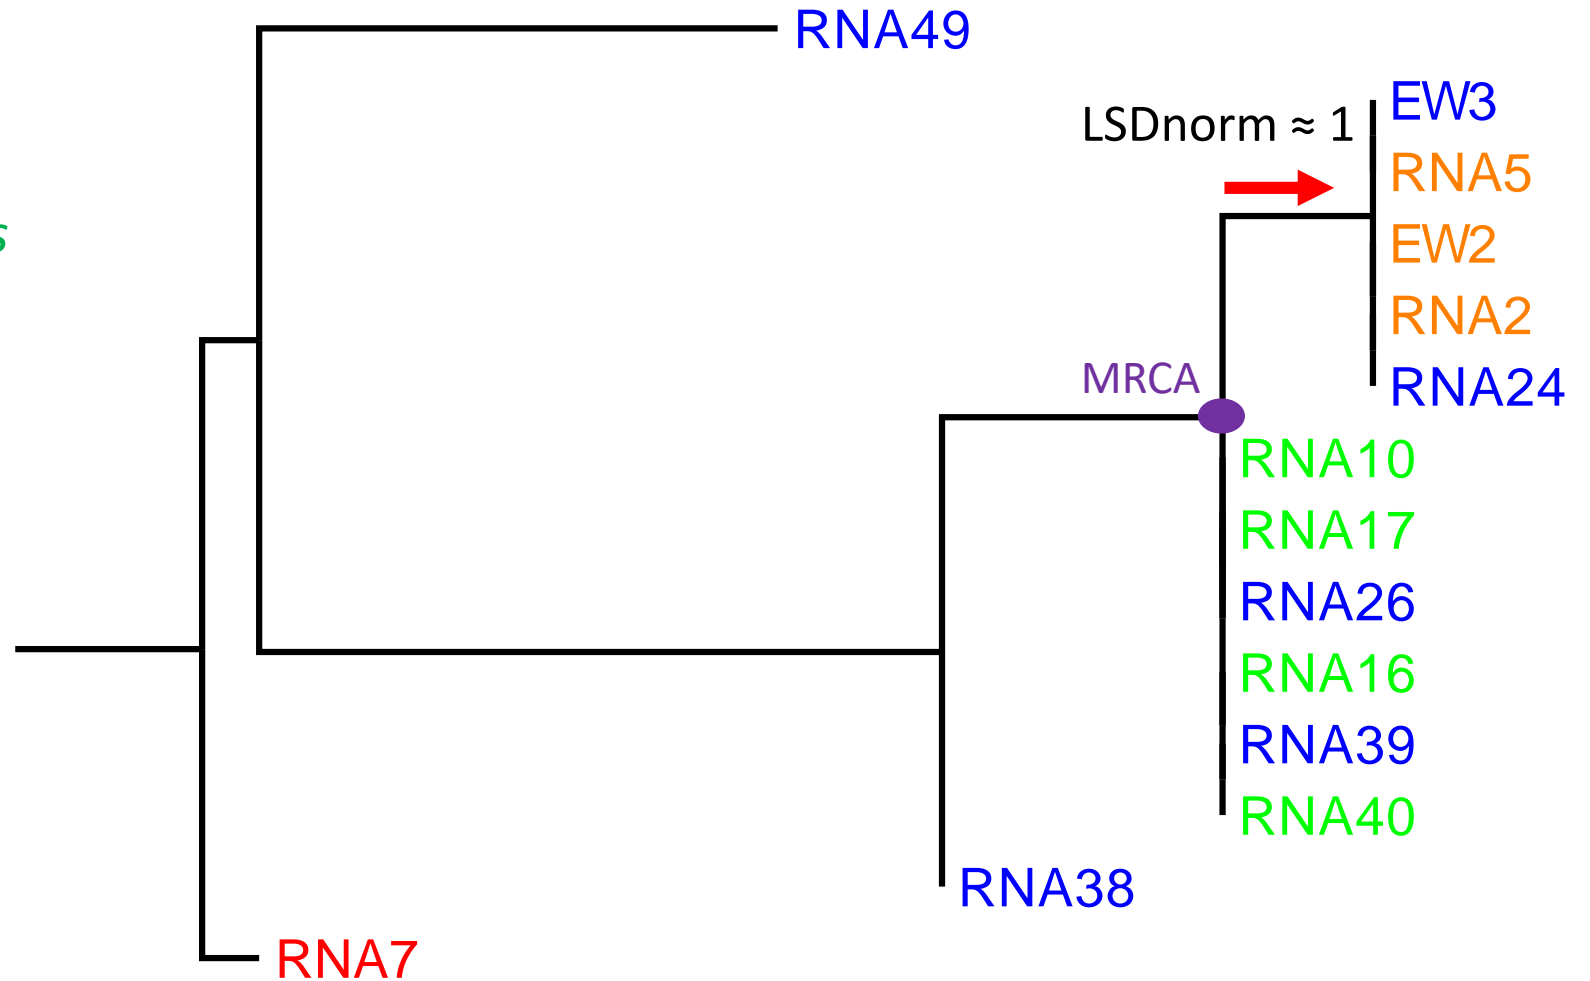 RNA49
EW3
LSDnorm ≈ 1
RNA5
s
EW2
RNA2
MRCA
RNA24
RNA10
RNA17
RNA26
RNA16
RNA39
RNA40
RNA38
RNA7